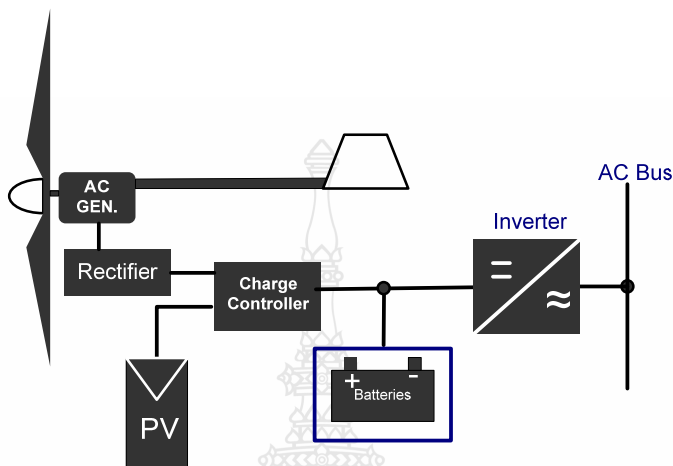 AC
GEN.
AC Bus
Inverter
Rectifier
Charge
Controller
=
≈
+
-
Batteries
PV